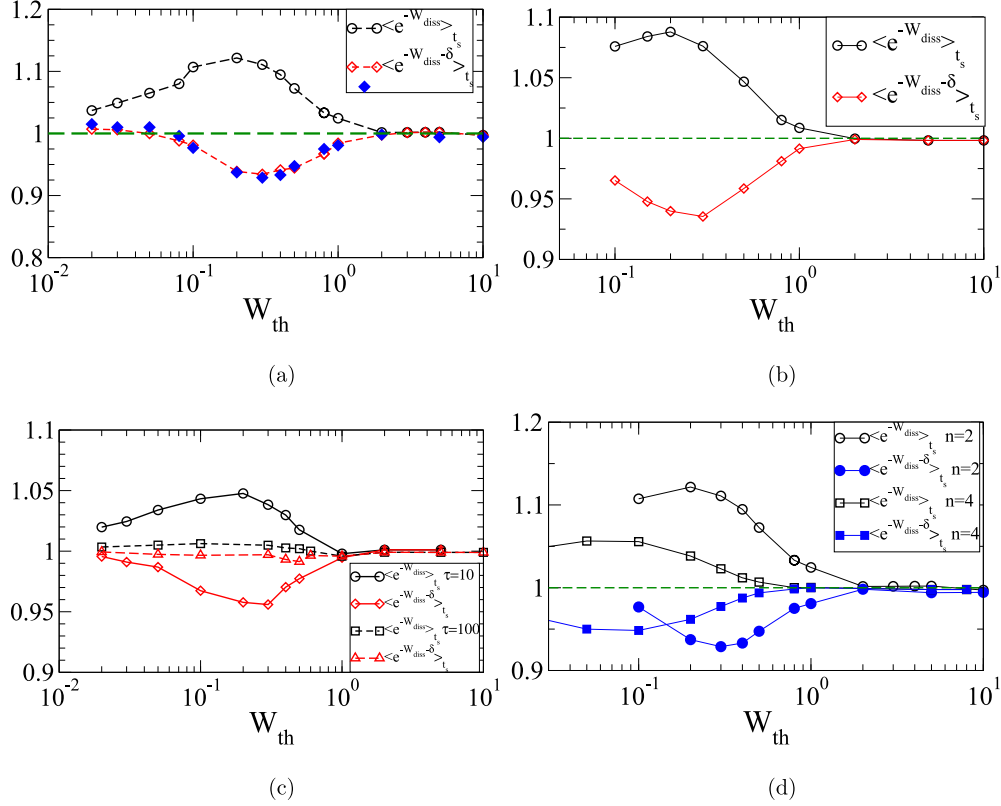 1.2
1.1
1
0.9
0.8
10^-2
10^-1
10^0
10^1
W_th
<e^-W_diss>_t_s
<e^-W_diss-δ>_t_s
(a)
1.1
1.05
1
0.95
0.9
10^-1
10^0
10^1
W_th
<e^-W_diss>_t_s
<e^-W_diss-δ>_t_s
(b)
1.1
1.05
1
0.95
0.9
10^-2
10^-1
10^0
10^1
W_th
<e^-W_diss>_t_s τ=10
<e^-W_diss-δ>_t_s
<e^-W_diss>_t_s τ=100
<e^-W_diss-δ>_t_s
(c)
1.2
1.1
1
0.9
10^-1
10^0
10^1
W_th
<e^-W_diss>_t_s n=2
<e^-W_diss-δ>_t_s n=2
<e^-W_diss>_t_s n=4
<e^-W_diss-δ>_t_s n=4
(d)